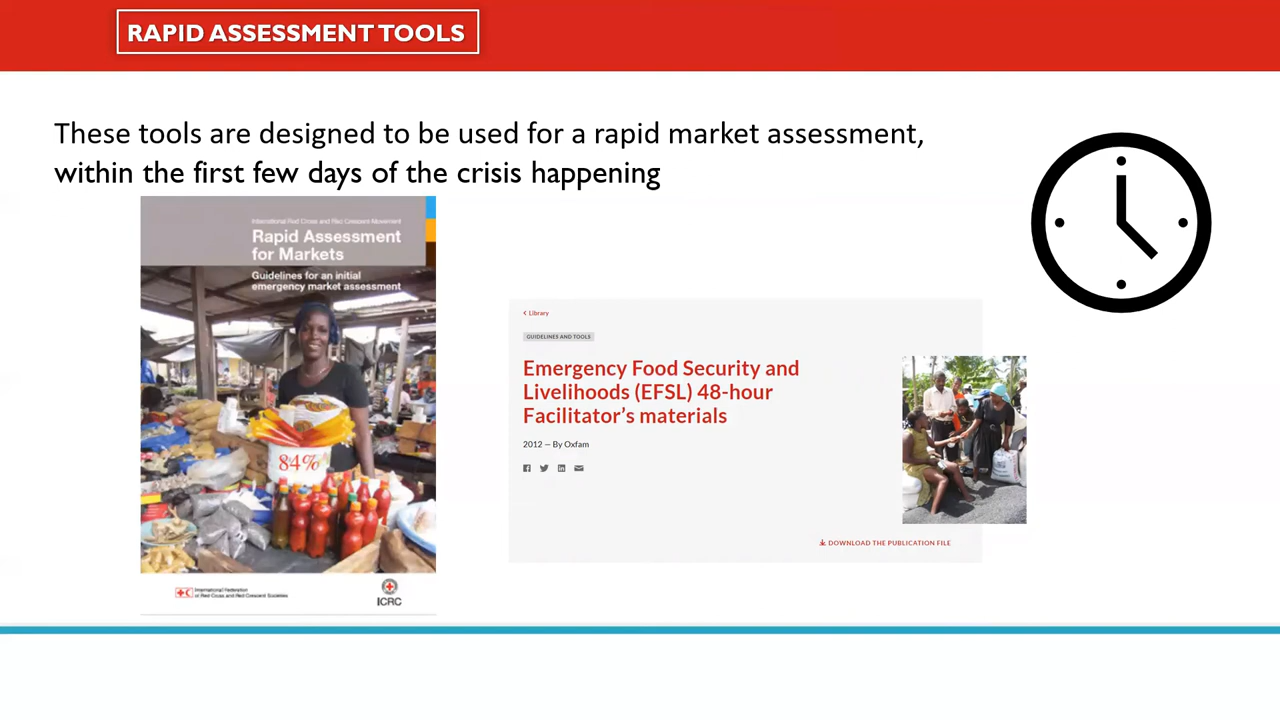 RAPID ASSESSMENT TOOLS
These tools are designed to be used for a rapid market assessment,
within the first few days of the crisis happening
International Red Cross and Red Crescent Movement
Rapid Assessment
for Markets
Guidelines for an initial
emergency market assessment
84%
International Federation
of Red Cross and Red Crescent Societies
ICRC
Library
GUIDELINES AND TOOLS
Emergency Food Security and
Livelihoods (EFSL) 48-hour
Facilitator's materials
2012 – By Oxfam
DOWNLOAD THE PUBLICATION FILE